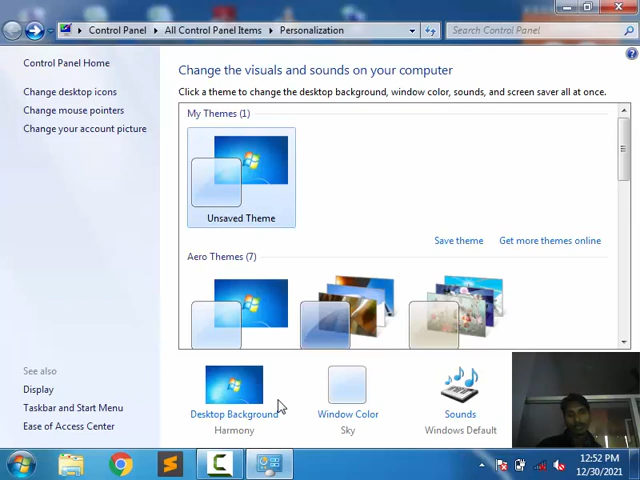 Control Panel ▸ All Control Panel Items ▸ Personalization
Search Control Panel
Control Panel Home
Change desktop icons
Change mouse pointers
Change your account picture
See also
Display
Taskbar and Start Menu
Ease of Access Center
Change the visuals and sounds on your computer
Click a theme to change the desktop background, window color, sounds, and screen saver all at once.
My Themes (1)
Unsaved Theme
Save theme
Get more themes online
Aero Themes (7)
Desktop Background
Harmony
Window Color
Sky
Sounds
Windows Default
12:52 PM
12/30/2021